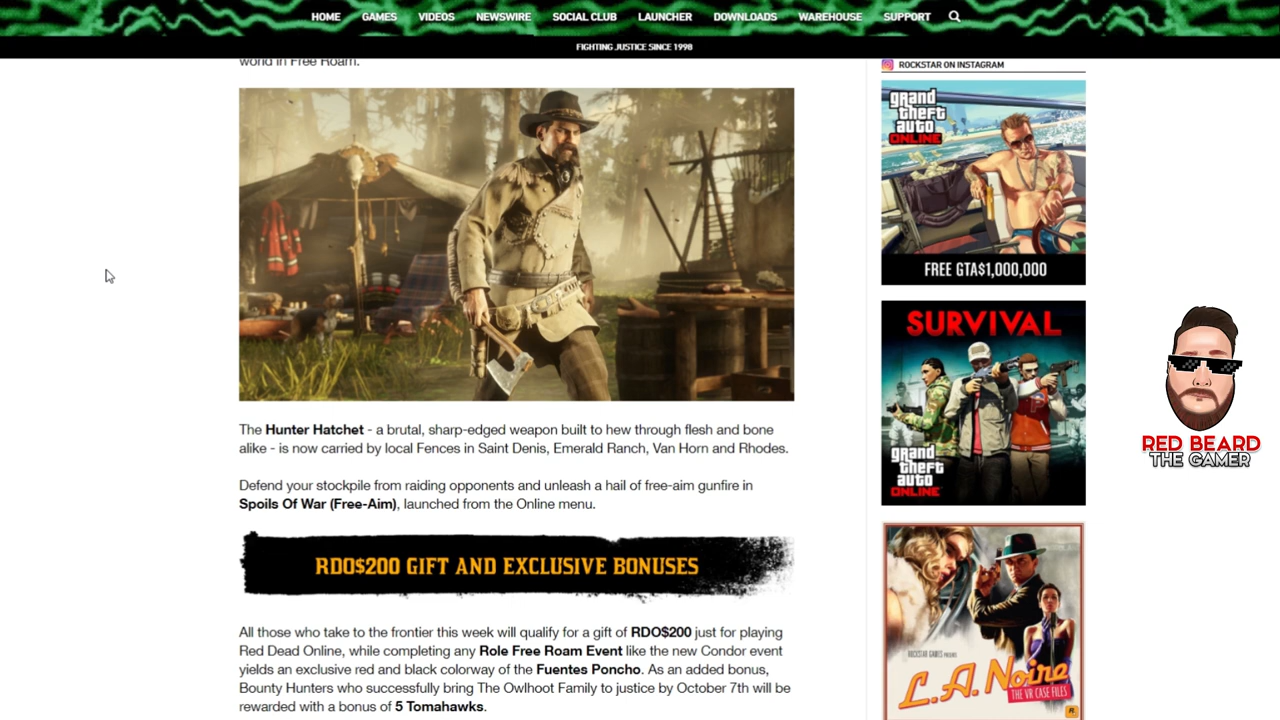 HOME GAMES VIDEOS NEWSWIRE SOCIAL CLUB LAUNCHER DOWNLOADS WAREHOUSE SUPPORT
FIGHTING JUSTICE SINCE 1998
world in Free Roam.
The Hunter Hatchet - a brutal, sharp-edged weapon built to hew through flesh and bone
alike - is now carried by local Fences in Saint Denis, Emerald Ranch, Van Horn and Rhodes.
Defend your stockpile from raiding opponents and unleash a hail of free-aim gunfire in
Spoils Of War (Free-Aim), launched from the Online menu.
RDO$200 GIFT AND EXCLUSIVE BONUSES
All those who take to the frontier this week will qualify for a gift of RDO$200 just for playing
Red Dead Online, while completing any Role Free Roam Event like the new Condor event
yields an exclusive red and black colorway of the Fuentes Poncho. As an added bonus,
Bounty Hunters who successfully bring The Owlhoot Family to justice by October 7th will be
rewarded with a bonus of 5 Tomahawks.
ROCKSTAR ON INSTAGRAM
grand
theft
auto
ONLINE
FREE GTA$1,000,000
SURVIVAL
grand
theft
auto
ONLINE
ROCKSTAR GAMES PRESENTS
L.A. Noire
THE VR CASE FILES
RED BEARD
THE GAMER